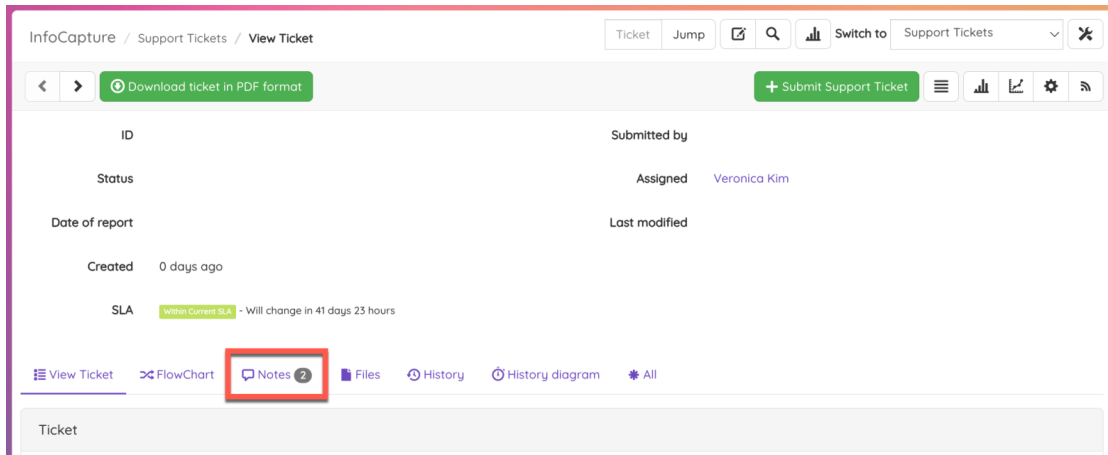 InfoCapture / Support Tickets / View Ticket
Ticket Jump Switch to Support Tickets
Download ticket in PDF format
+ Submit Support Ticket
ID Submitted by
Status Assigned Veronica Kim
Date of report Last modified
Created 0 days ago
SLA Within Current SLA - Will change in 41 days 23 hours
View Ticket FlowChart Notes 2 Files History History diagram All
Ticket